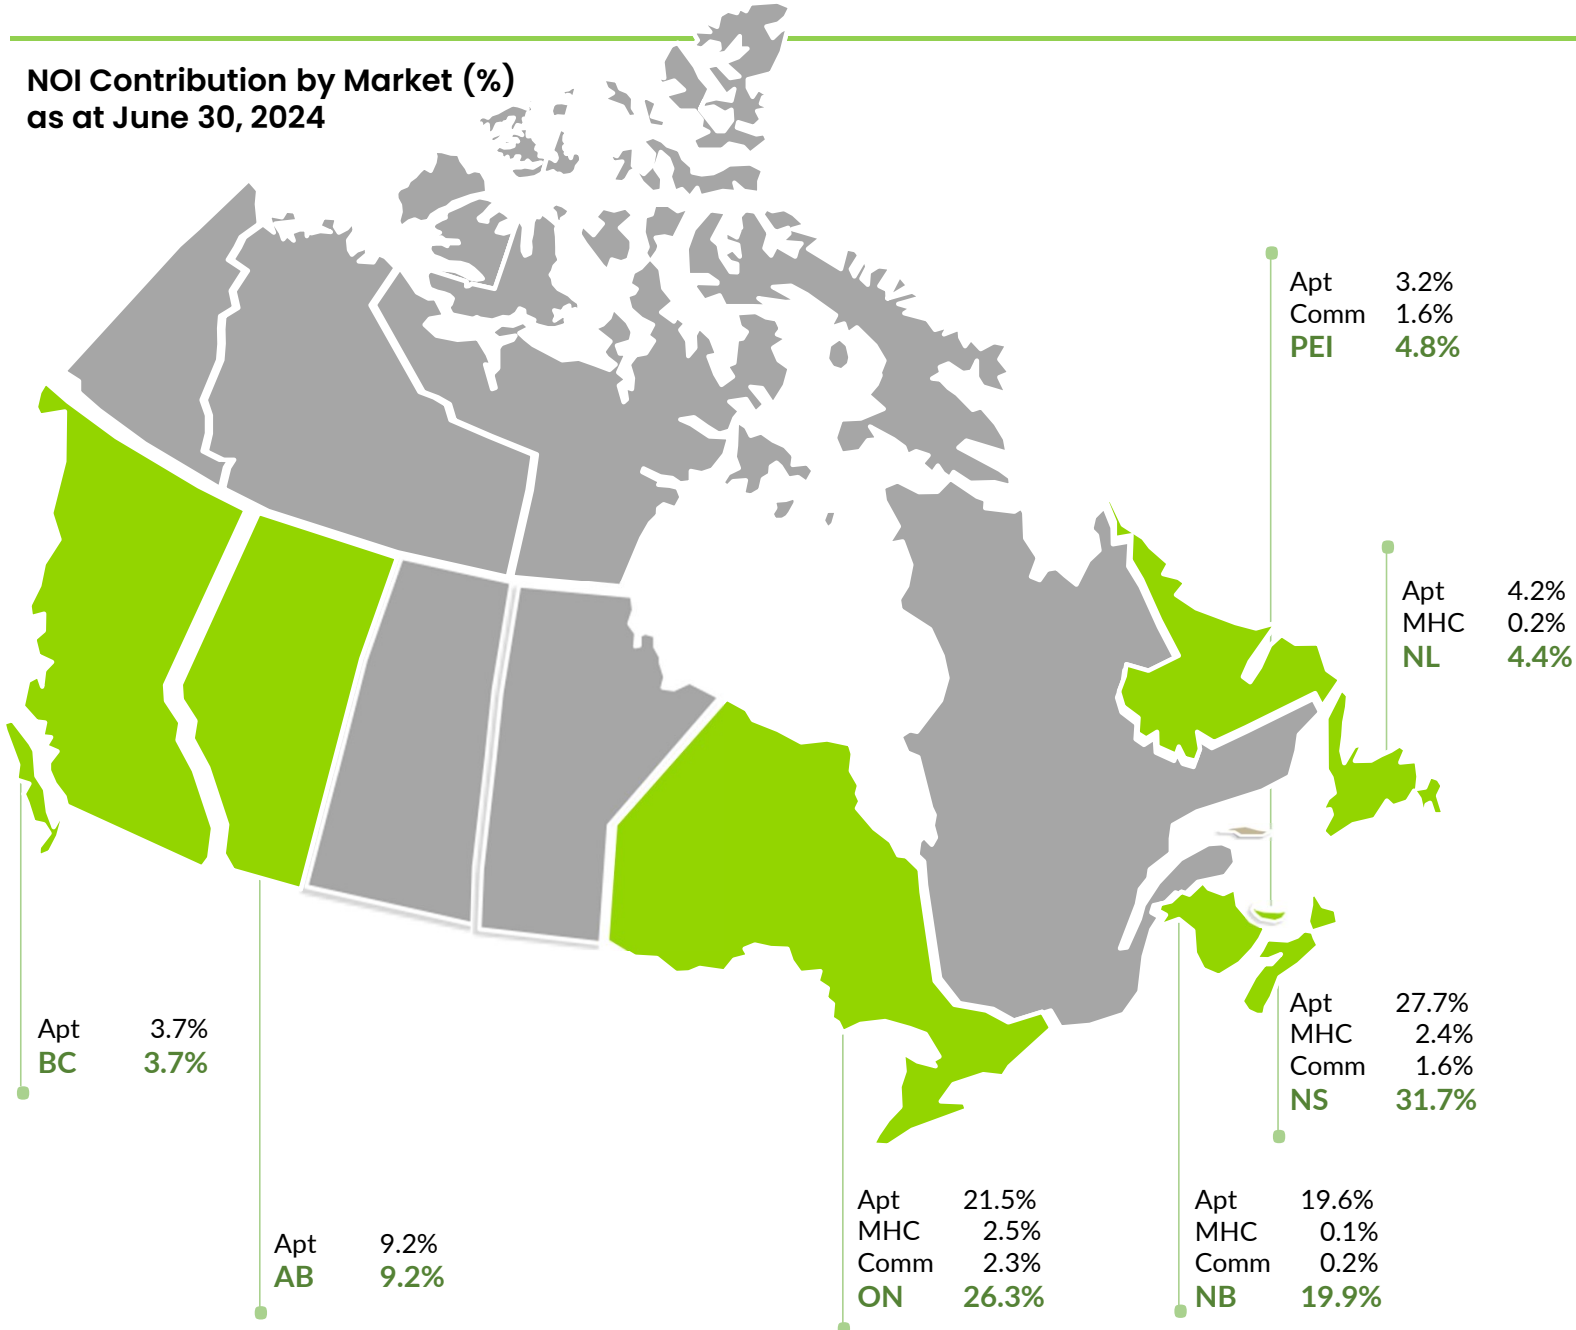 NOI Contribution by Market (%)
as at June 30, 2024
Apt 3.2%
Comm 1.6%
PEI 4.8%
Apt 4.2%
MHC 0.2%
NL 4.4%
Apt 27.7%
MHC 2.4%
Comm 1.6%
NS 31.7%
Apt 3.7%
BC 3.7%
Apt 9.2%
AB 9.2%
Apt 21.5%
MHC 2.5%
Comm 2.3%
ON 26.3%
Apt 19.6%
MHC 0.1%
Comm 0.2%
NB 19.9%